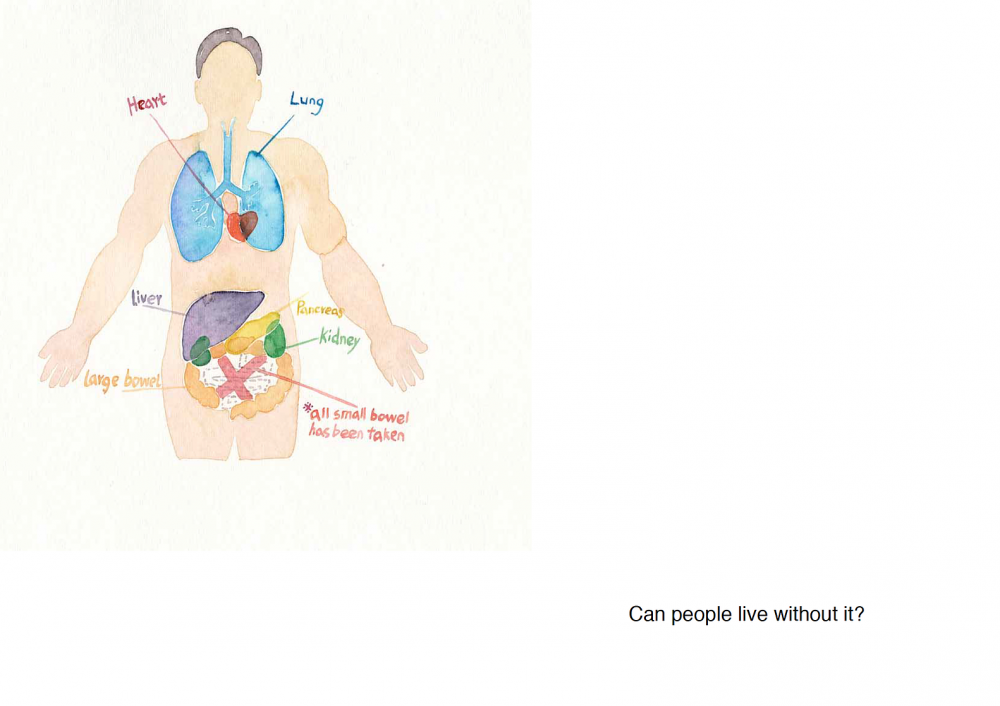 Heart
Lung
Liver
Pancreas
Kidney
large bowel
*all small bowel
has been taken
Can people live without it?